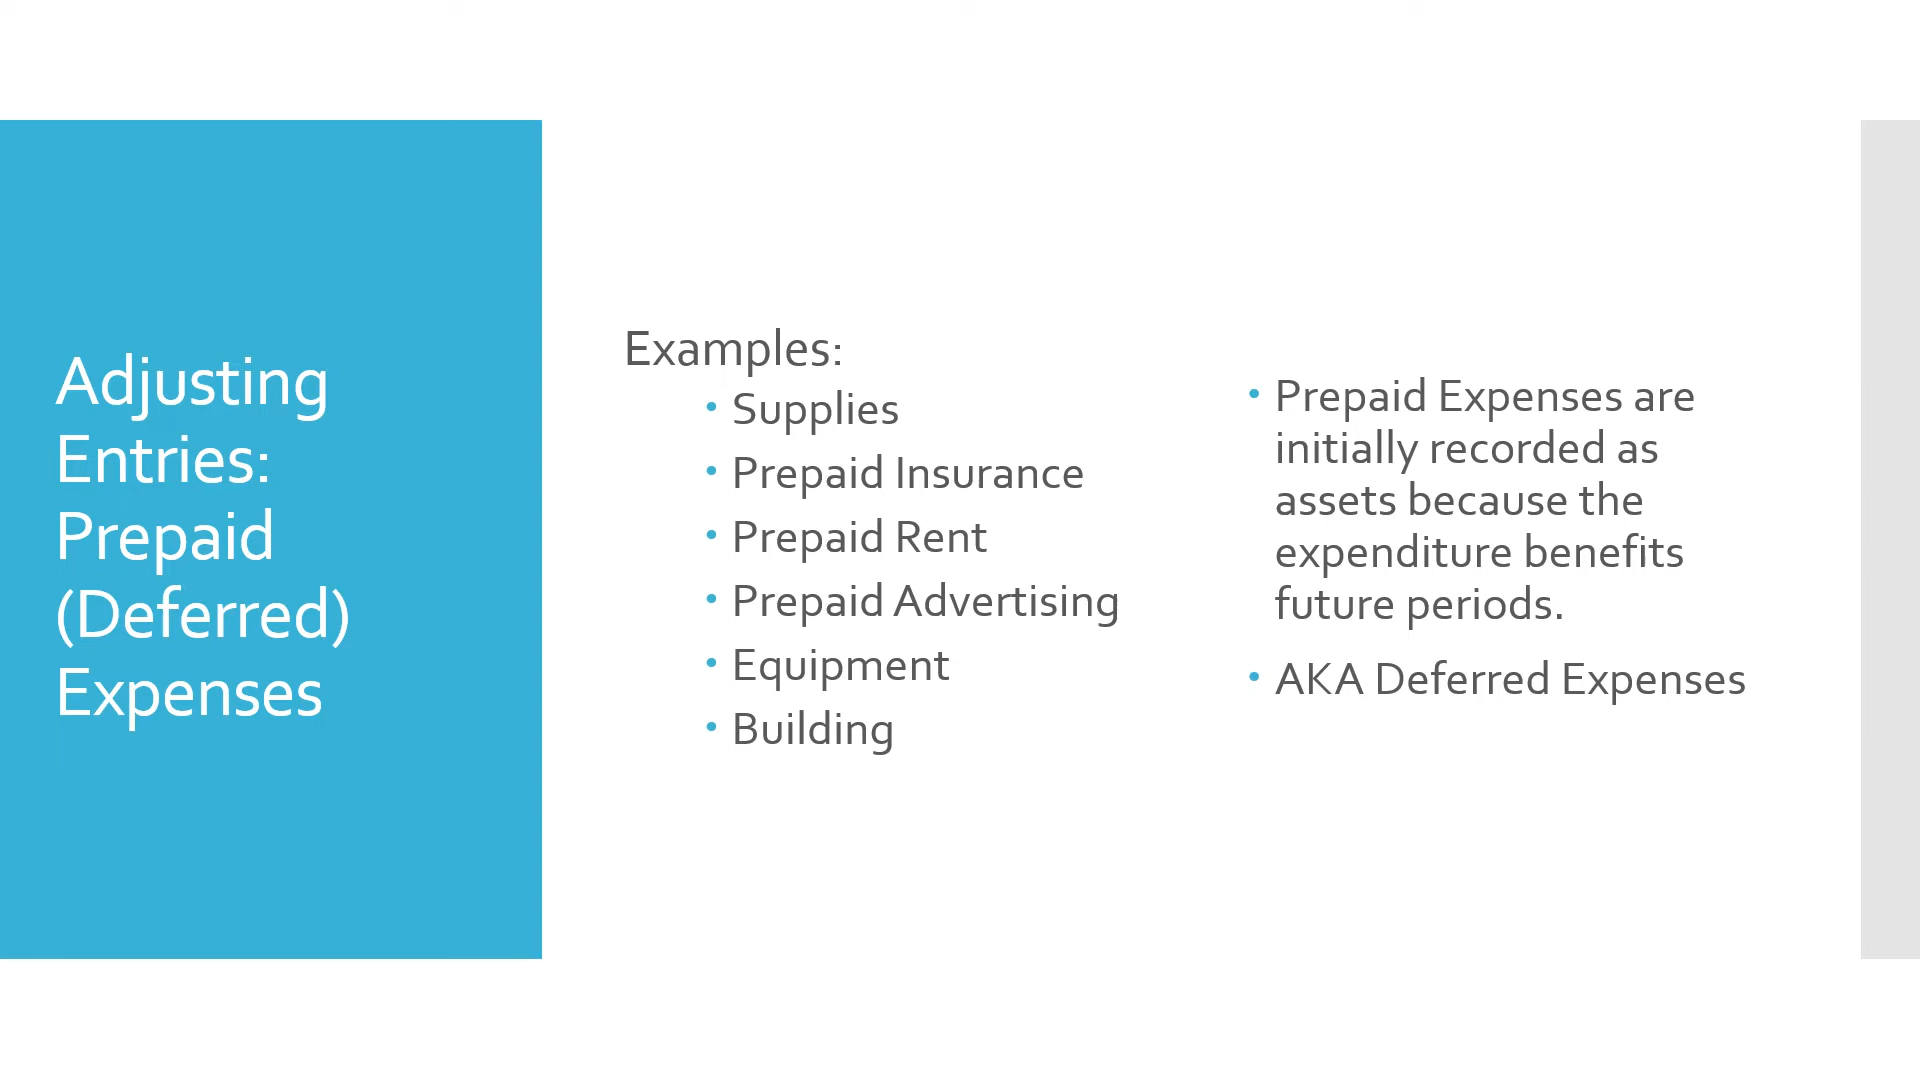 Adjusting
Entries:
Prepaid
(Deferred)
Expenses
Examples:
• Supplies
• Prepaid Insurance
• Prepaid Rent
• Prepaid Advertising
• Equipment
• Building
• Prepaid Expenses are
initially recorded as
assets because the
expenditure benefits
future periods.
• AKA Deferred Expenses